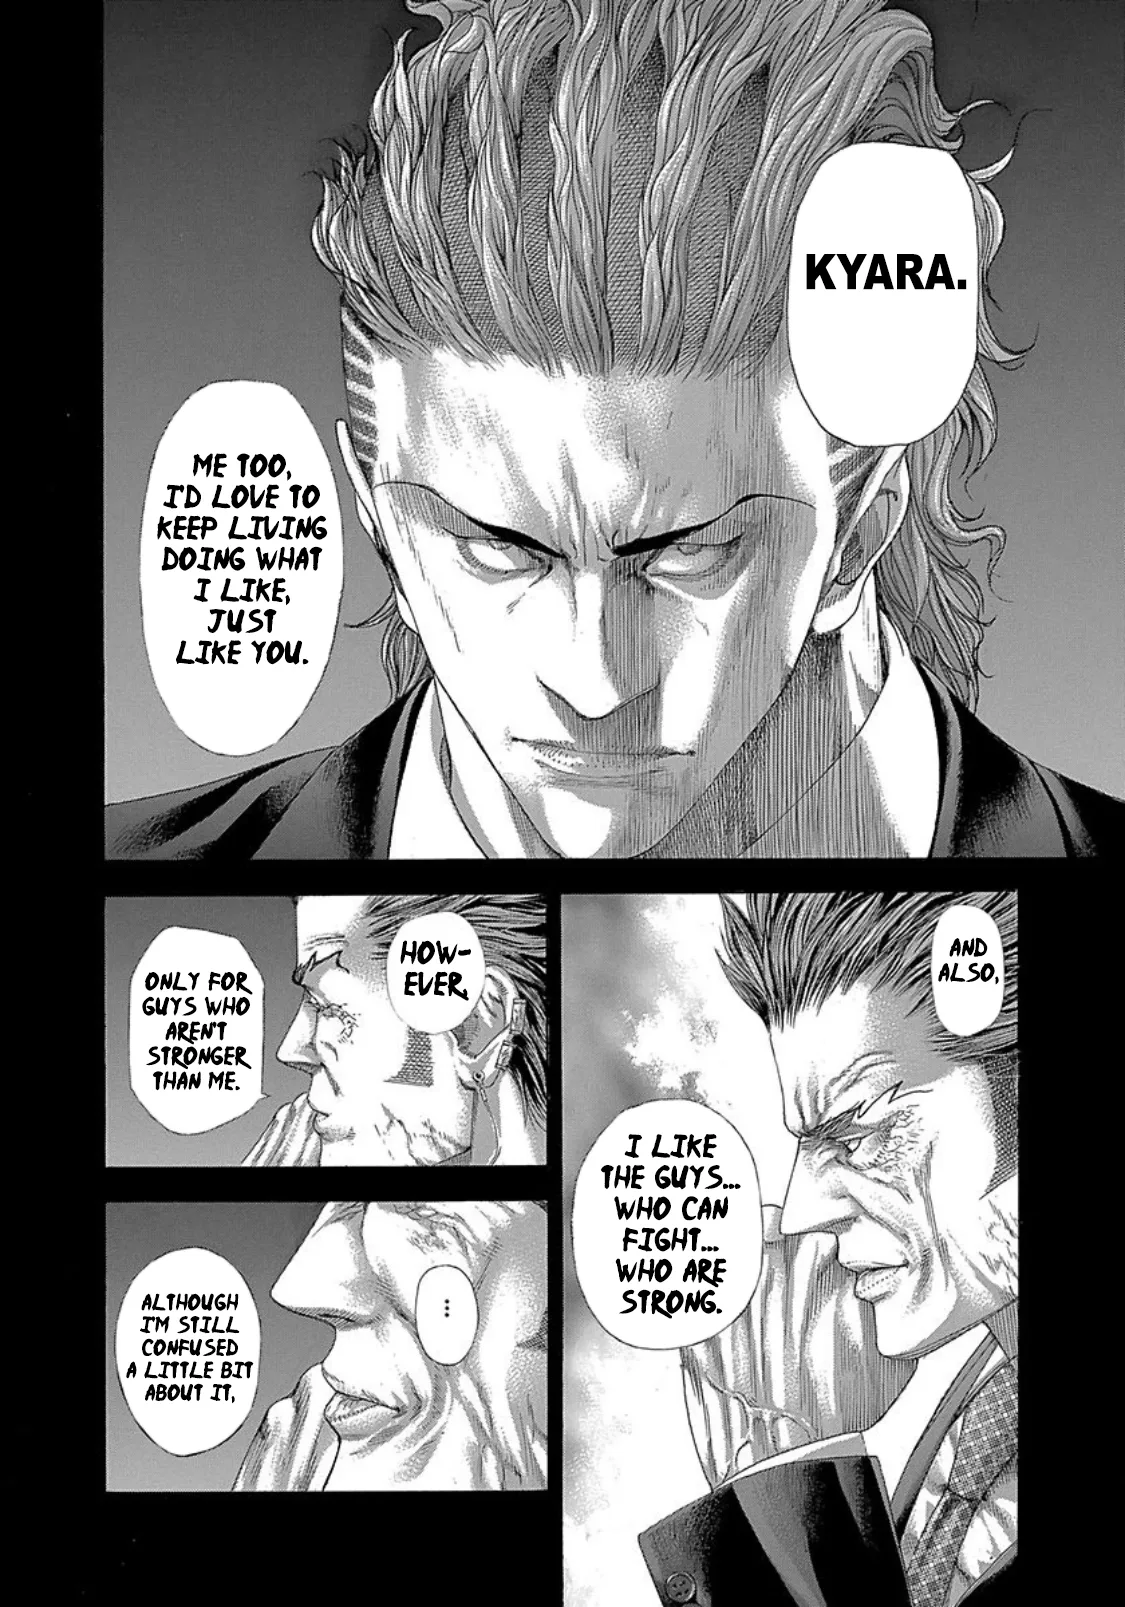 KYARA.
ME TOO,
I'D LOVE TO
KEEP LIVING
DOING WHAT
I LIKE,
JUST
LIKE YOU.
HOW-
EVER,
ONLY FOR
GUYS WHO
AREN'T
STRONGER
THAN ME.
...
ALTHOUGH
I'M STILL
CONFUSED
A LITTLE BIT
ABOUT IT,
AND
ALSO,
I LIKE
THE GUYS...
WHO CAN
FIGHT...
WHO ARE
STRONG.